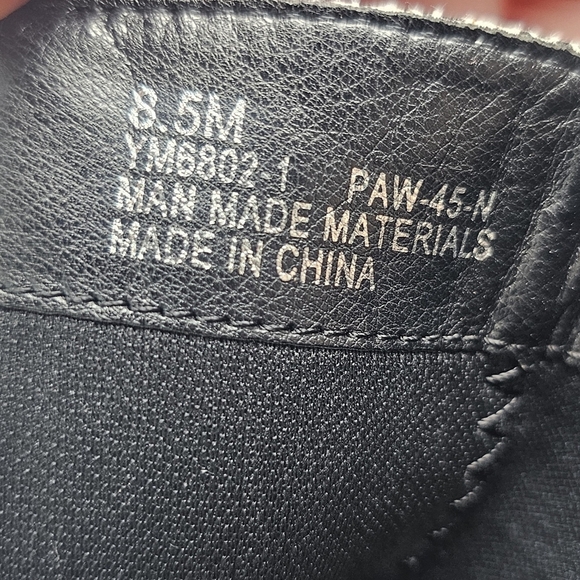 8.5M
YM6802-1 PAW-45-N
MAN MADE MATERIALS
MADE IN CHINA